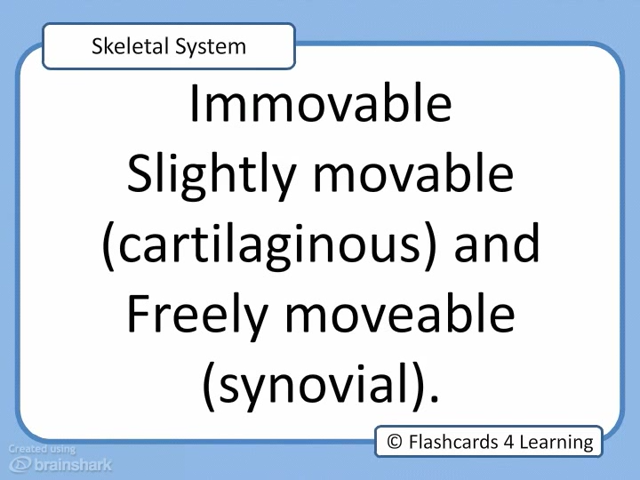 Skeletal System
Immovable
Slightly movable
(cartilaginous) and
Freely moveable
(synovial).
© Flashcards 4 Learning
Created using
brainshark